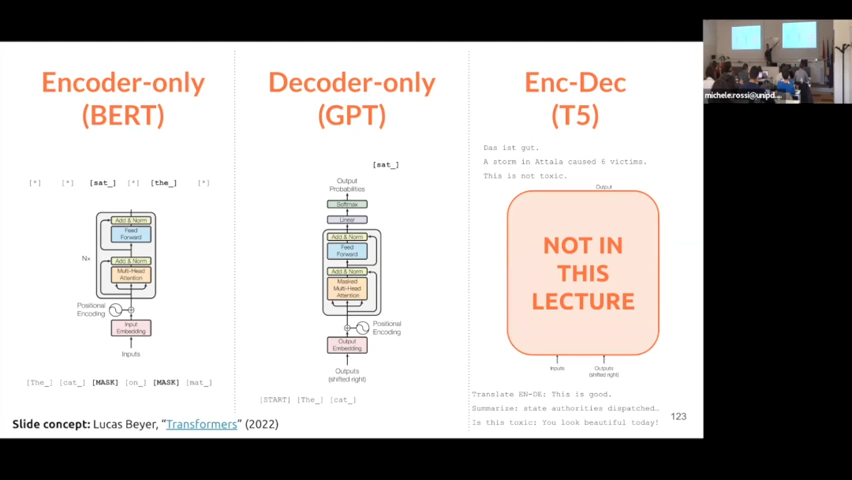 Encoder-only
(BERT)
[*] [*] [sat_] [*] [the_] [*]
Add & Norm
Feed
Forward
Nx
Add & Norm
Multi-Head
Attention
Positional
Encoding
Input
Embedding
Inputs
[The_] [cat_] [MASK] [on_] [MASK] [mat_]
Decoder-only
(GPT)
[sat_]
Output
Probabilities
Softmax
Linear
Add & Norm
Feed
Forward
Add & Norm
Masked
Multi-Head
Attention
Positional
Encoding
Output
Embedding
Outputs
(shifted right)
[START] [The_] [cat_]
Enc-Dec
(T5)
Das ist gut.
A storm in Attala caused 6 victims.
This is not toxic.
Output
NOT IN
THIS
LECTURE
Inputs
Outputs
(shifted right)
Translate EN-DE: This is good.
Summarize: state authorities dispatched…
Is this toxic: You look beautiful today!
Slide concept: Lucas Beyer, “Transformers” (2022)
123
michele.rossi@unipd....